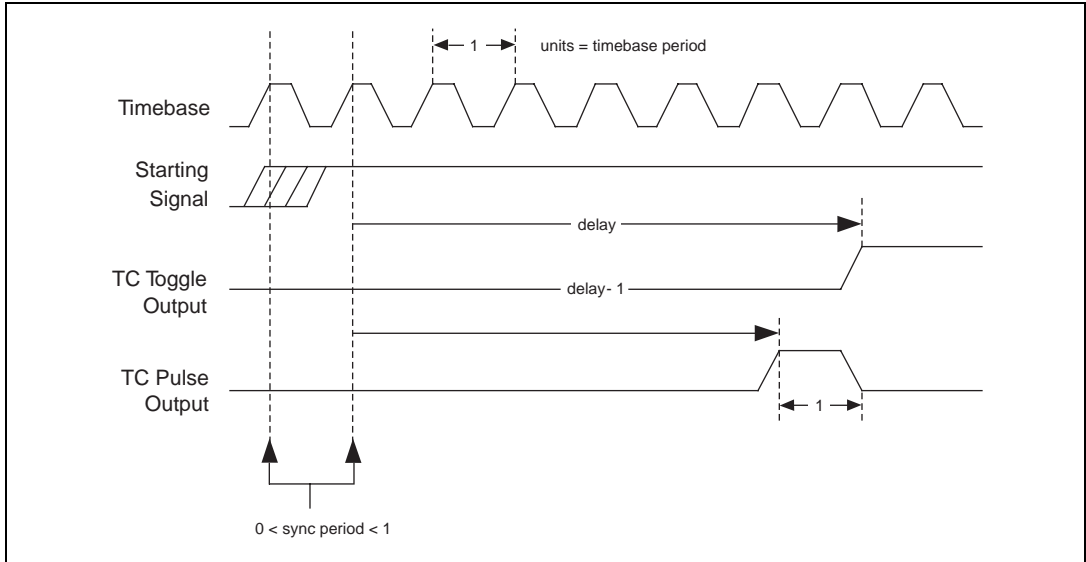 1
units = timebase period
Timebase
Starting
Signal
delay
TC Toggle
Output
delay- 1
TC Pulse
Output
1
0 < sync period < 1